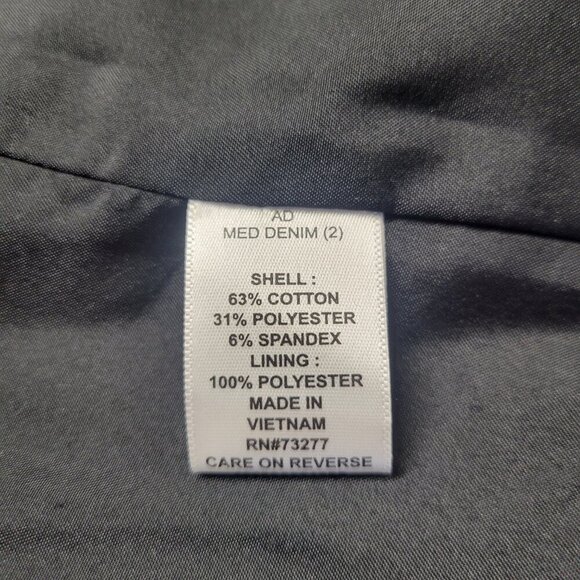 AD
MED DENIM (2)
SHELL :
63% COTTON
31% POLYESTER
6% SPANDEX
LINING :
100% POLYESTER
MADE IN
VIETNAM
RN#73277
CARE ON REVERSE